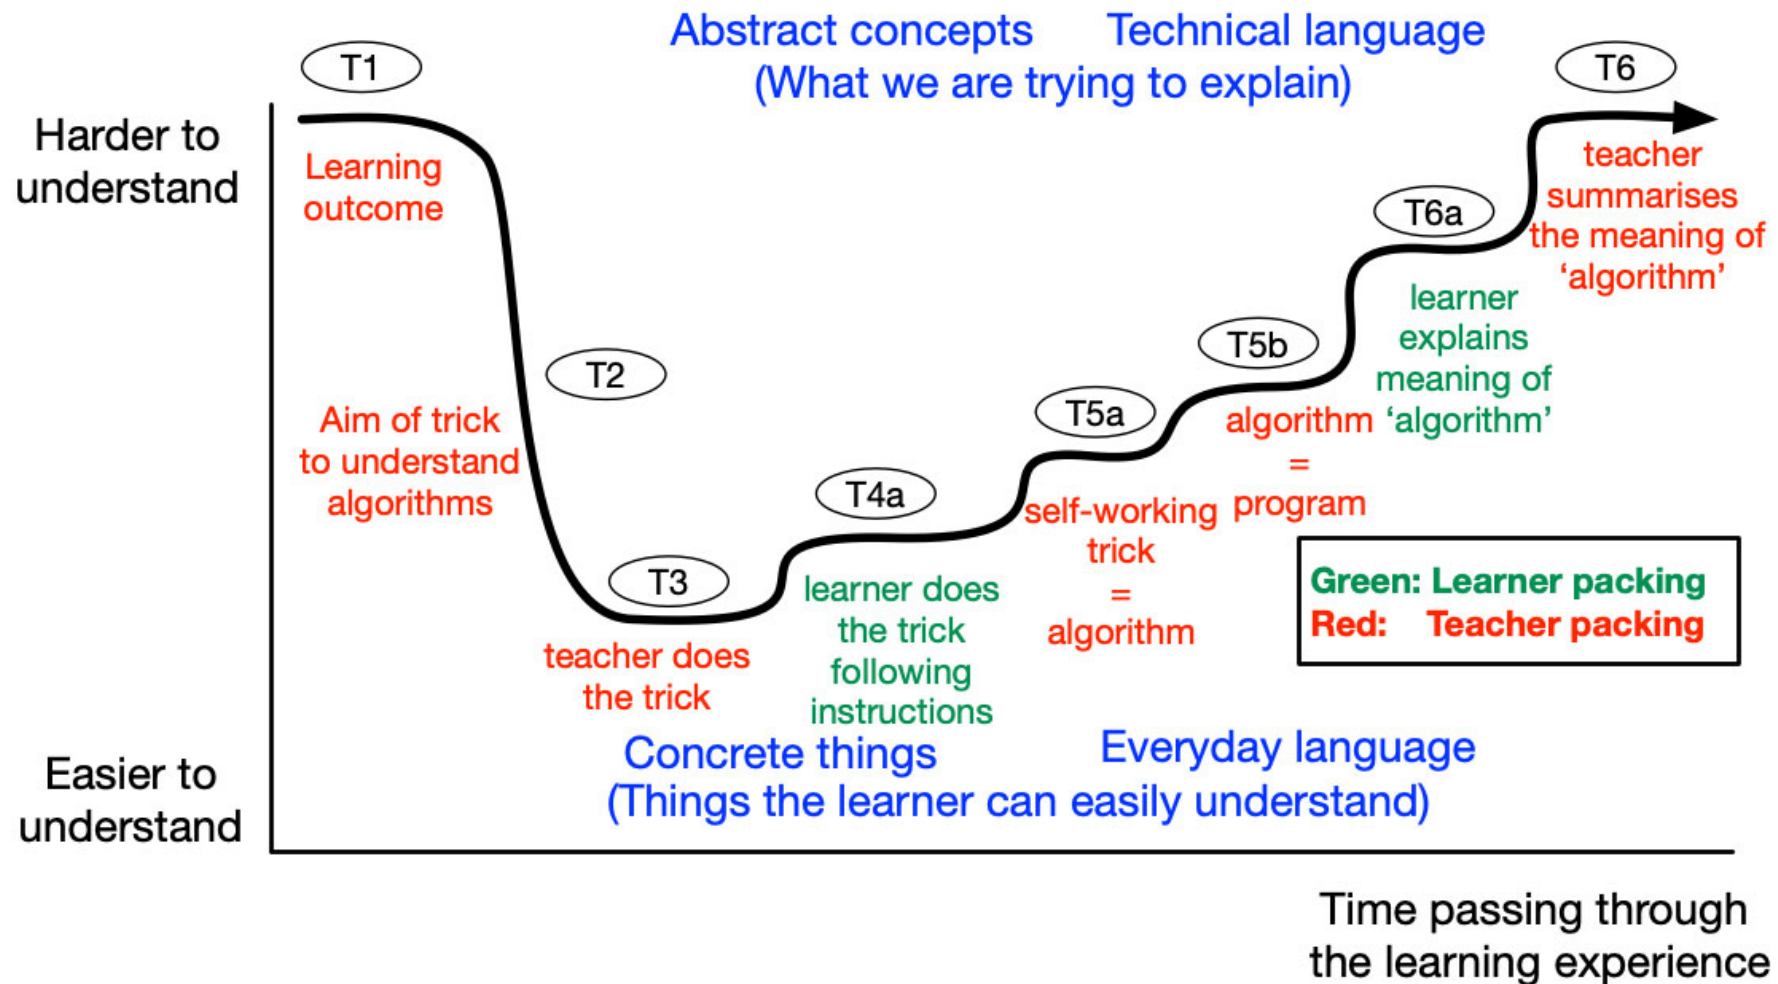 Abstract concepts Technical language
(What we are trying to explain)
T1
T6
Harder to
understand
Learning
outcome
teacher
summarises
the meaning of
‘algorithm’
T6a
learner
explains
meaning of
‘algorithm’
T2
T5b
Aim of trick
to understand
algorithms
T5a
algorithm
=
program
T4a
self-working
trick
=
algorithm
T3
learner does
the trick
following
instructions
teacher does
the trick
Green: Learner packing
Red: Teacher packing
Concrete things Everyday language
(Things the learner can easily understand)
Easier to
understand
Time passing through
the learning experience